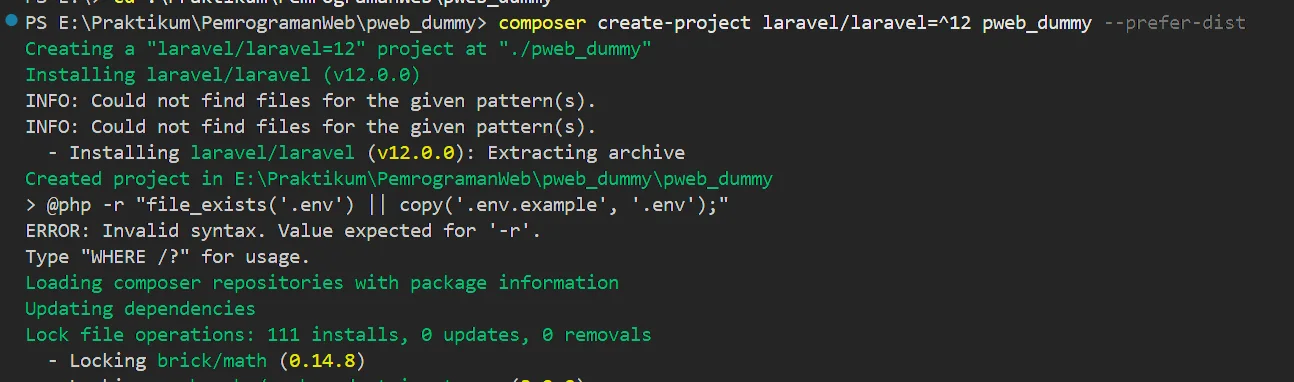 PS E:\Praktikum\PemrogramanWeb\pweb_dummy> composer create-project laravel/laravel=^12 pweb_dummy --prefer-dist
Creating a "laravel/laravel=12" project at "./pweb_dummy"
Installing laravel/laravel (v12.0.0)
INFO: Could not find files for the given pattern(s).
INFO: Could not find files for the given pattern(s).
  - Installing laravel/laravel (v12.0.0): Extracting archive
Created project in E:\Praktikum\PemrogramanWeb\pweb_dummy\pweb_dummy
> @php -r "file_exists('.env') || copy('.env.example', '.env');"
ERROR: Invalid syntax. Value expected for '-r'.
Type "WHERE /?" for usage.
Loading composer repositories with package information
Updating dependencies
Lock file operations: 111 installs, 0 updates, 0 removals
  - Locking brick/math (0.14.8)